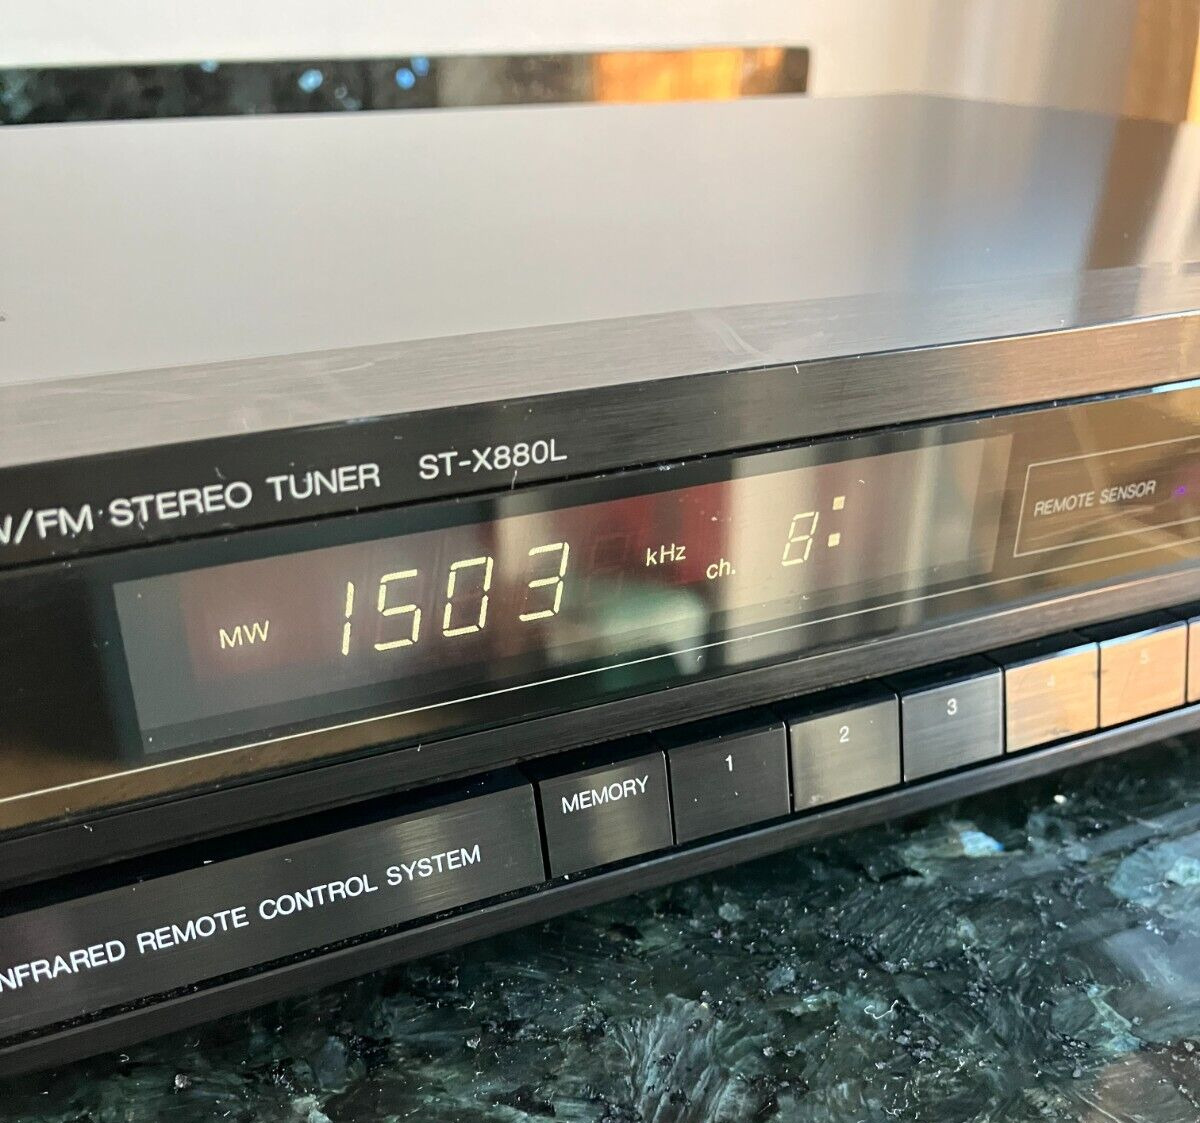 W/FM STEREO TUNER ST-X880L
MW 1503 kHz ch. 8:
REMOTE SENSOR
MEMORY 1 2 3 4 5
INFRARED REMOTE CONTROL SYSTEM